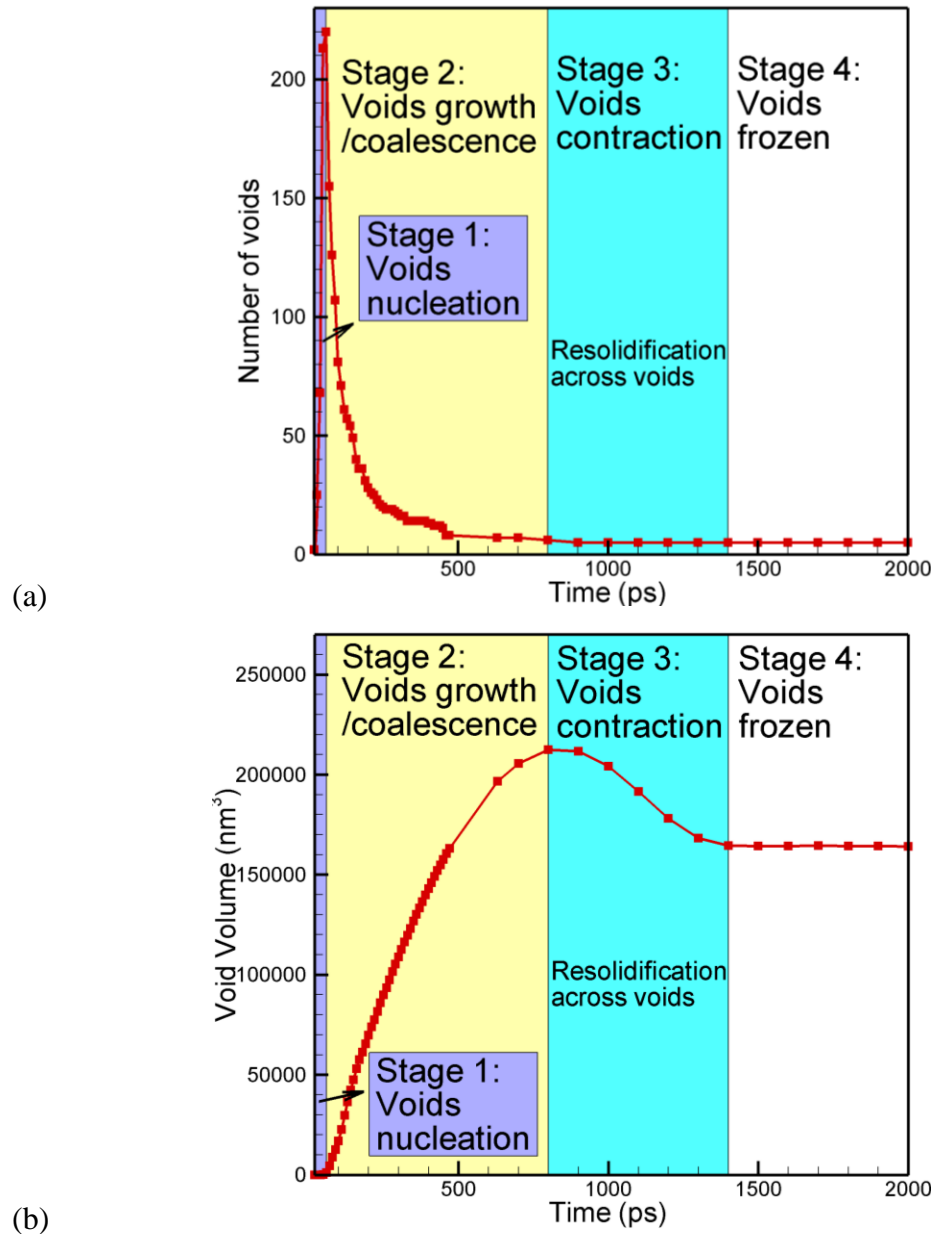 200
150
100
50
0
Number of voids
Stage 2:
Voids growth
/coalescence
Stage 3:
Voids
contraction
Stage 4:
Voids
frozen
Stage 1:
Voids
nucleation
Resolidification
across voids
500
1000
1500
2000
Time (ps)
(a)
250000
200000
150000
100000
50000
0
Void Volume (nm³)
Stage 2:
Voids growth
/coalescence
Stage 3:
Voids
contraction
Stage 4:
Voids
frozen
Resolidification
across voids
Stage 1:
Voids
nucleation
500
1000
1500
2000
Time (ps)
(b)